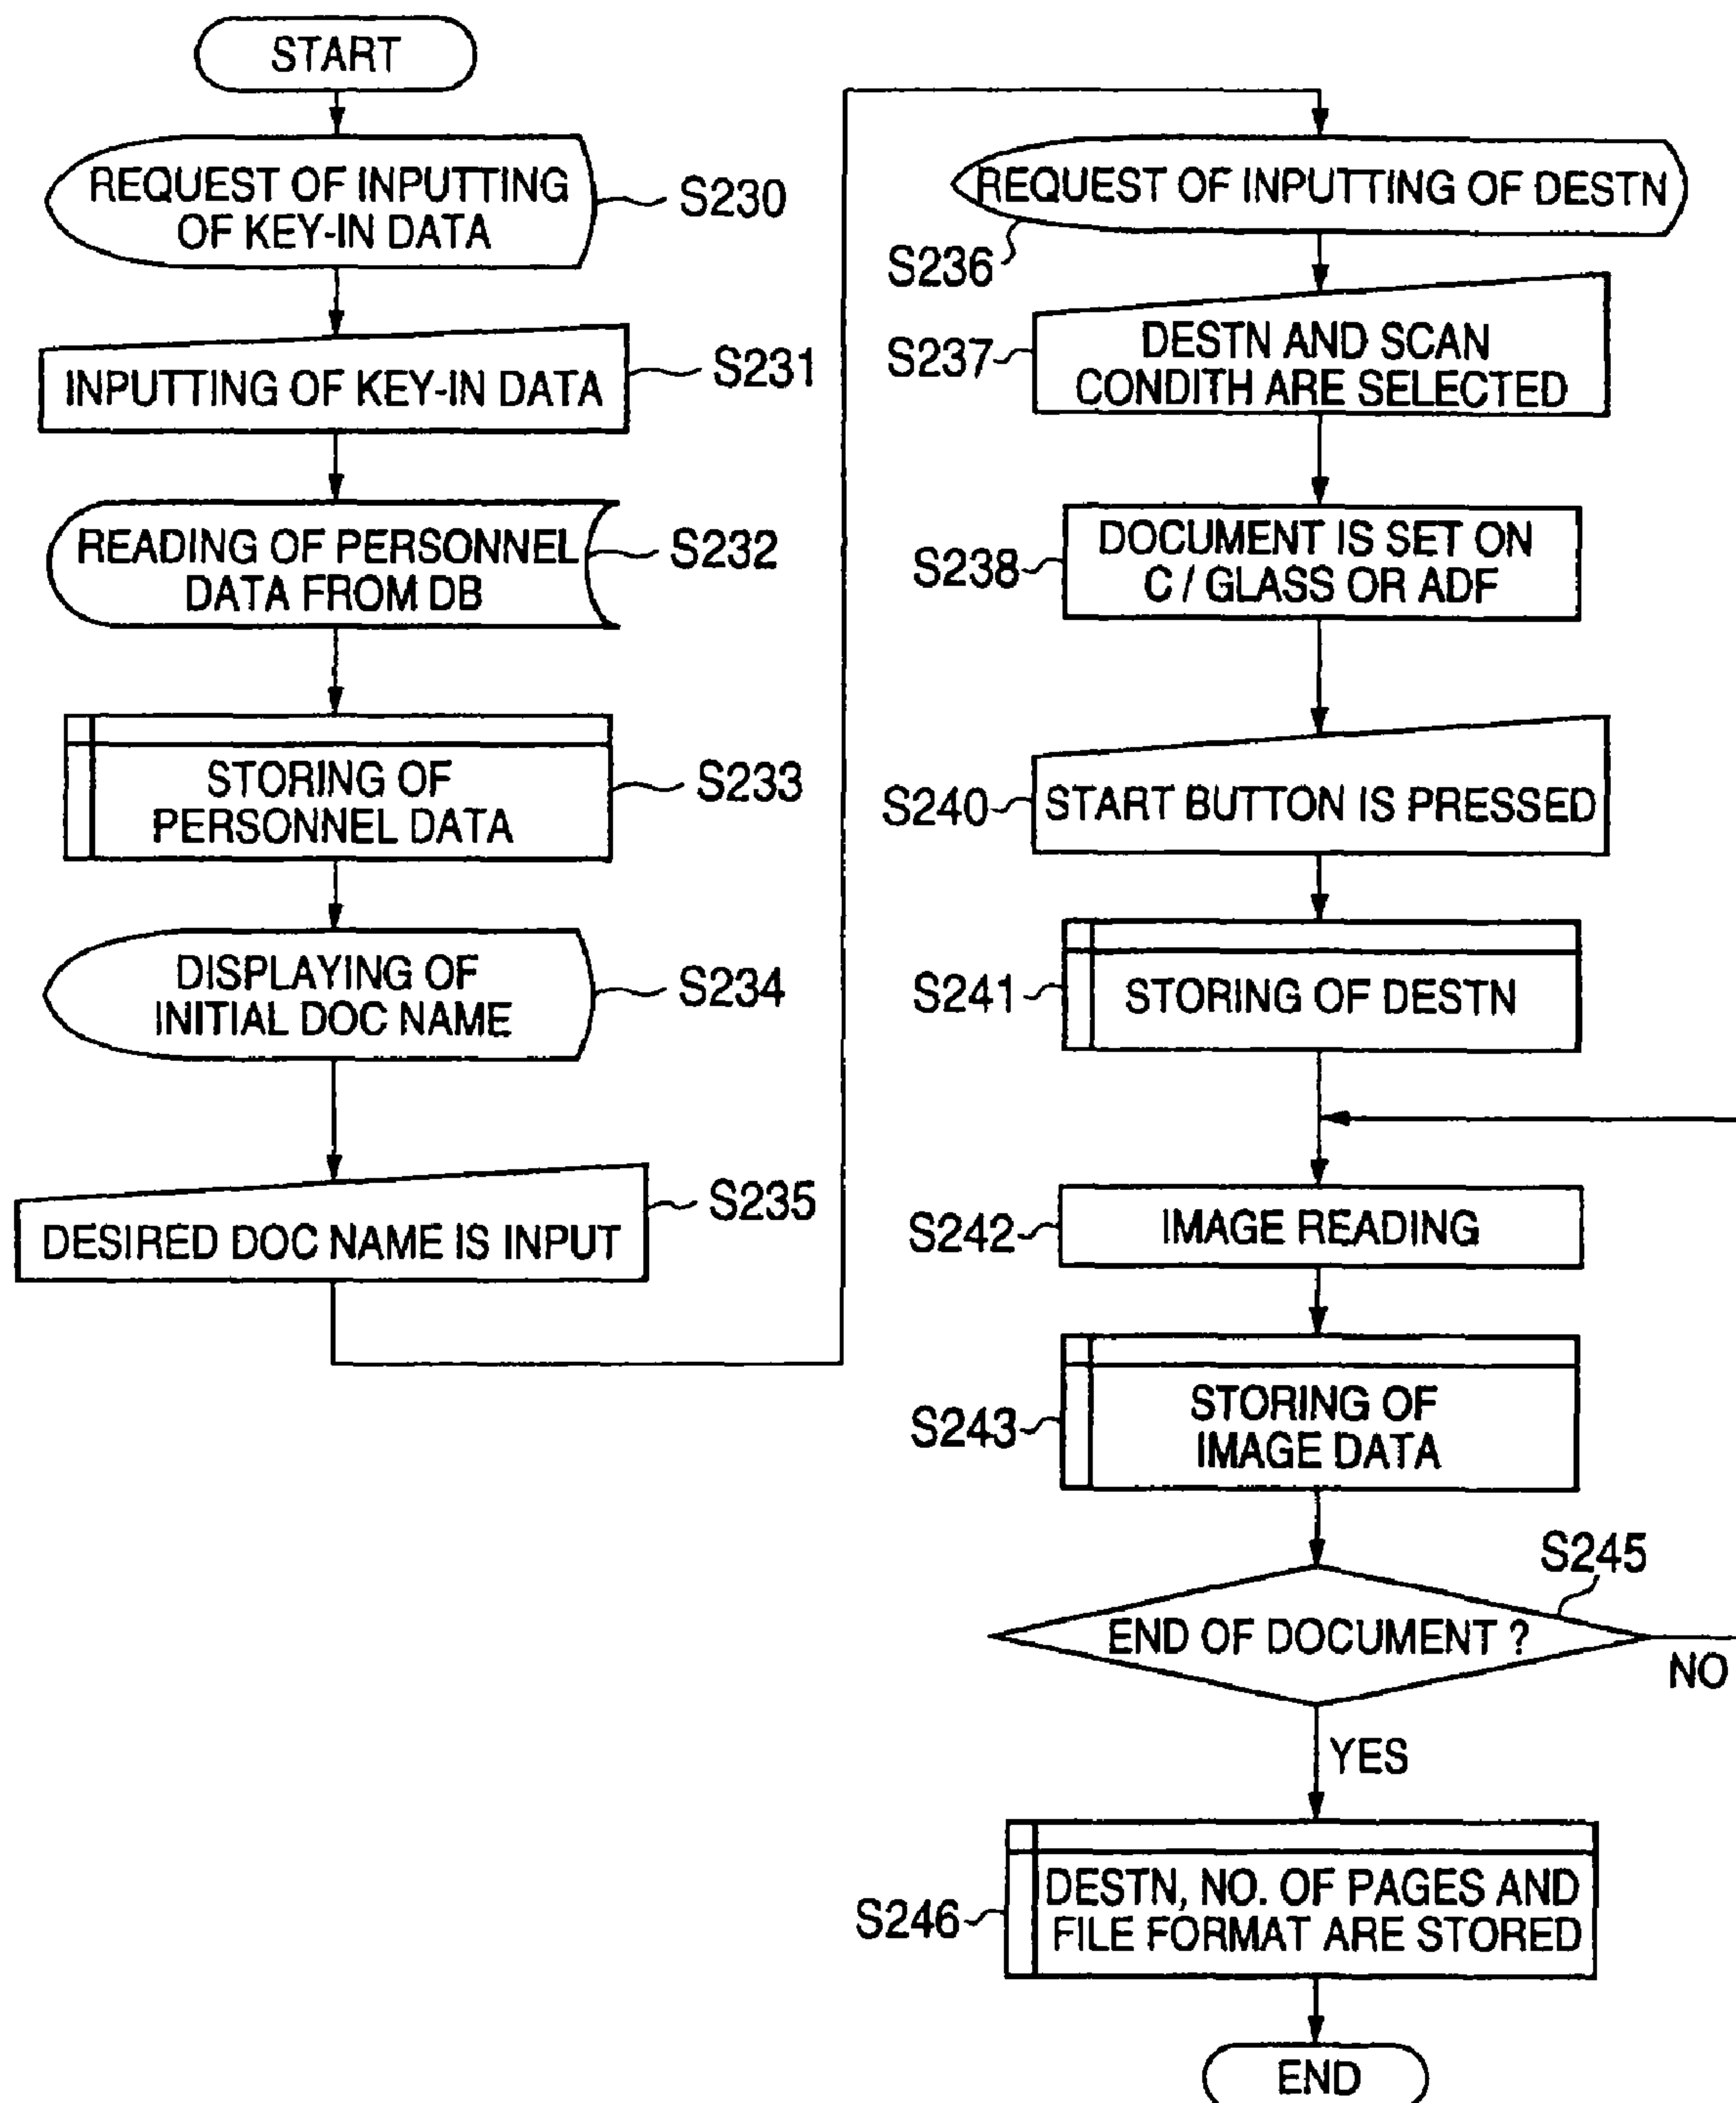 START
REQUEST OF INPUTTING
OF KEY-IN DATA
S230
INPUTTING OF KEY-IN DATA
S231
READING OF PERSONNEL
DATA FROM DB
S232
STORING OF
PERSONNEL DATA
S233
DISPLAYING OF
INITIAL DOC NAME
S234
DESIRED DOC NAME IS INPUT
S235
REQUEST OF INPUTTING OF DESTN
S236
DESTN AND SCAN
CONDITH ARE SELECTED
S237
DOCUMENT IS SET ON
C / GLASS OR ADF
S238
START BUTTON IS PRESSED
S240
STORING OF DESTN
S241
IMAGE READING
S242
STORING OF
IMAGE DATA
S243
S245
END OF DOCUMENT ?
NO
YES
DESTN, NO. OF PAGES AND
FILE FORMAT ARE STORED
S246
END